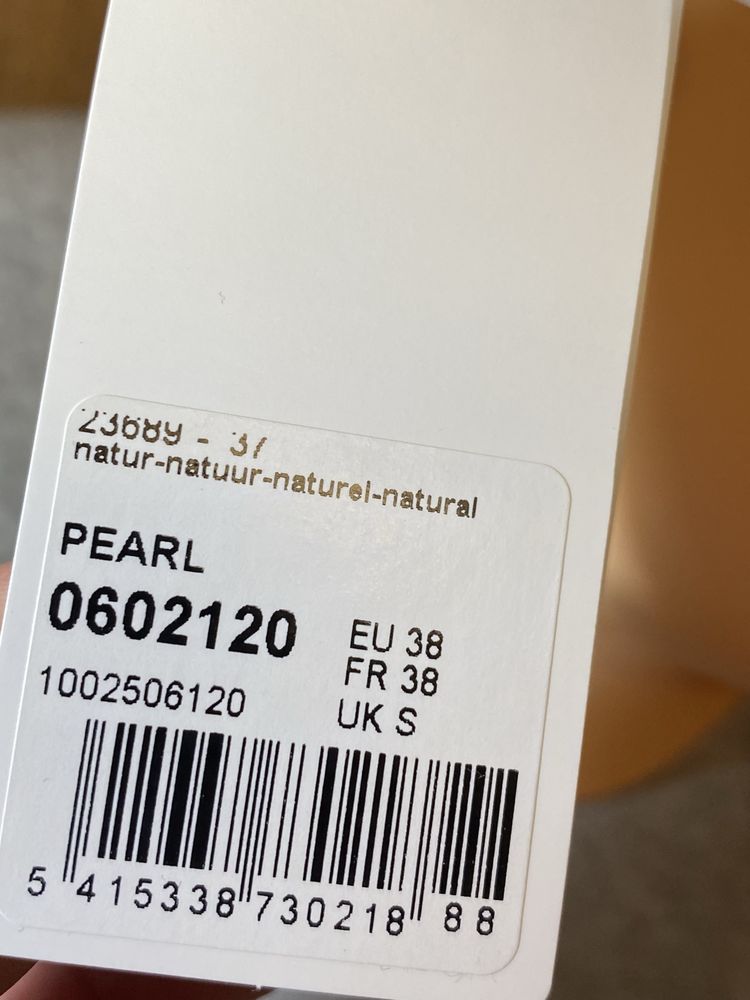 23689 - 37
natur-natuur-naturel-natural
PEARL
0602120
EU 38
FR 38
1002506120
UK S
5 415338 730218 88